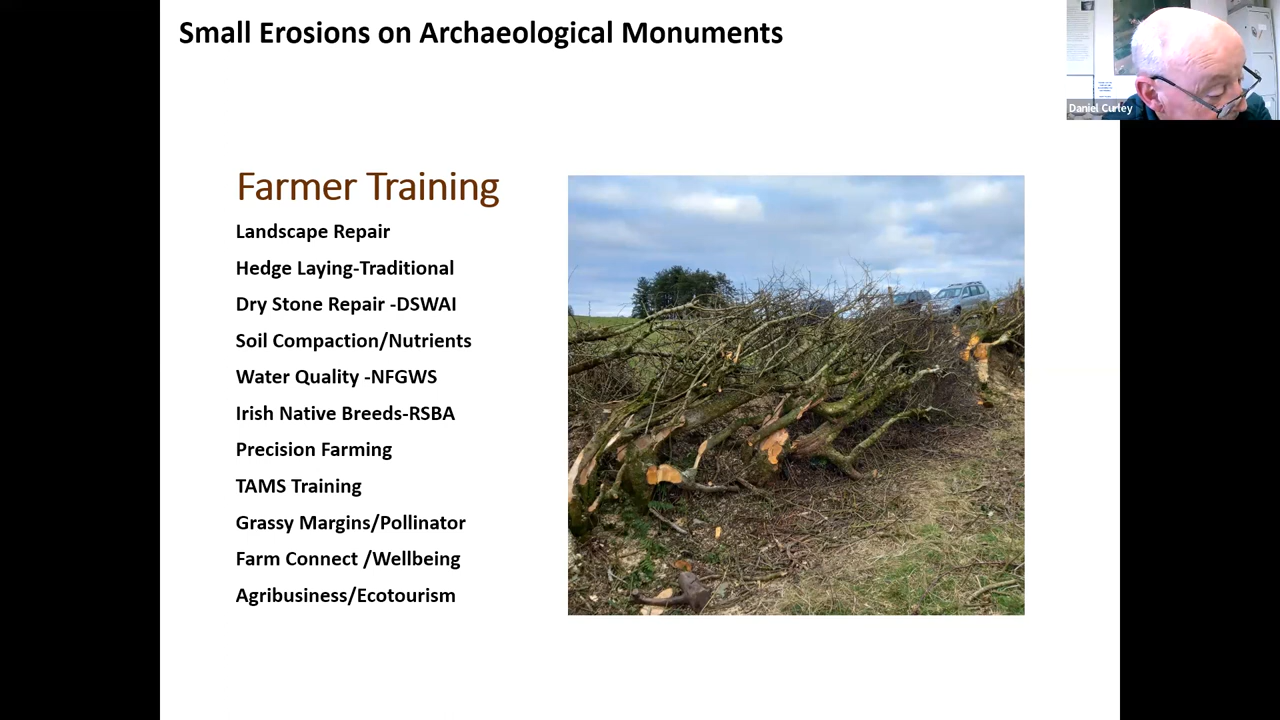 Small Erosions on Archaeological Monuments
Daniel Curley
Farmer Training
Landscape Repair
Hedge Laying-Traditional
Dry Stone Repair -DSWAI
Soil Compaction/Nutrients
Water Quality -NFGWS
Irish Native Breeds-RSBA
Precision Farming
TAMS Training
Grassy Margins/Pollinator
Farm Connect /Wellbeing
Agribusiness/Ecotourism